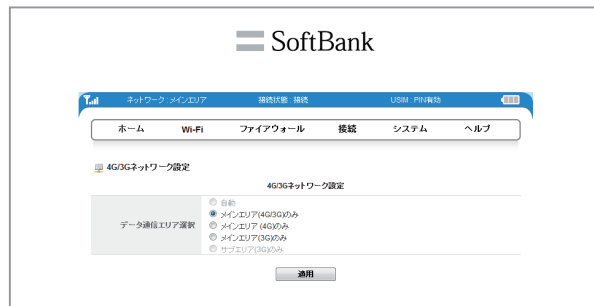 SoftBank
ネットワーク : メインエリア 接続状態 : 接続 USIM : PIN有効
ホーム Wi-Fi ファイアウォール 接続 システム ヘルプ
4G/3Gネットワーク設定
4G/3Gネットワーク設定
データ通信エリア選択
自動
メインエリア(4G/3G)のみ
メインエリア (4G)のみ
メインエリア(3G)のみ
サブエリア(3G)のみ
適用